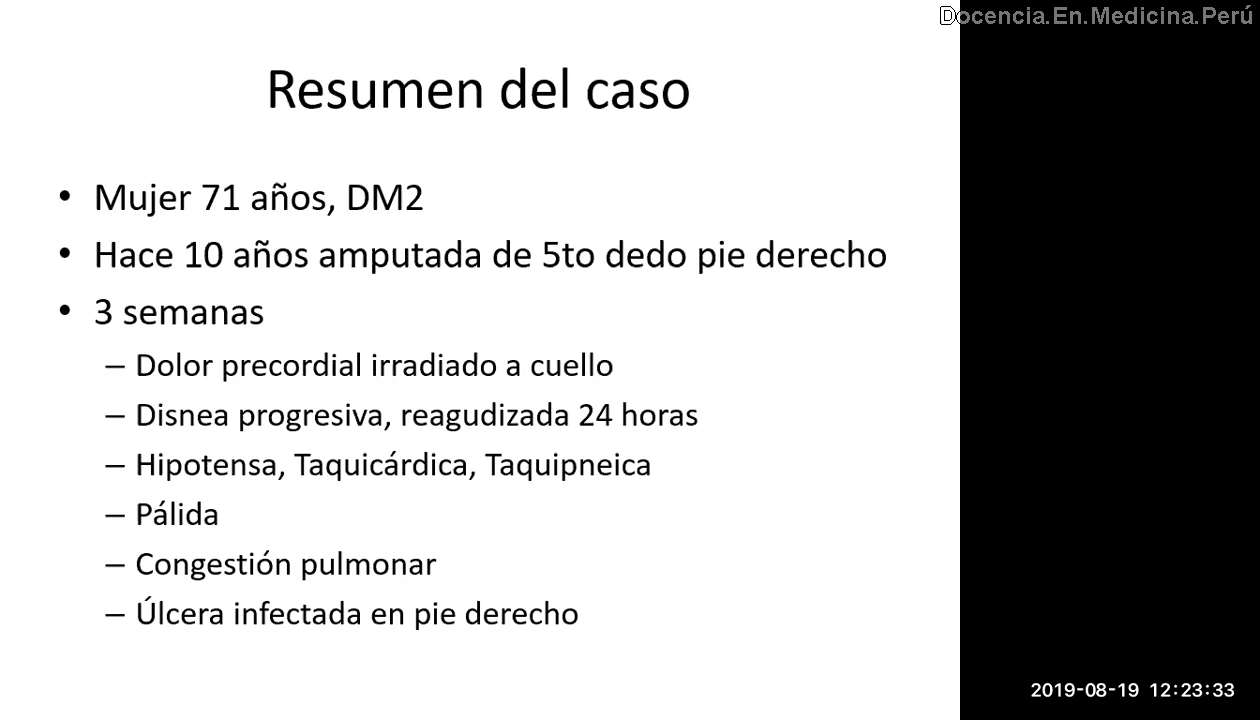 Docencia.En.Medicina.Perú
Resumen del caso
• Mujer 71 años, DM2
• Hace 10 años amputada de 5to dedo pie derecho
• 3 semanas
– Dolor precordial irradiado a cuello
– Disnea progresiva, reagudizada 24 horas
– Hipotensa, Taquicárdica, Taquipneica
– Pálida
– Congestión pulmonar
– Úlcera infectada en pie derecho
2019-08-19 12:23:33